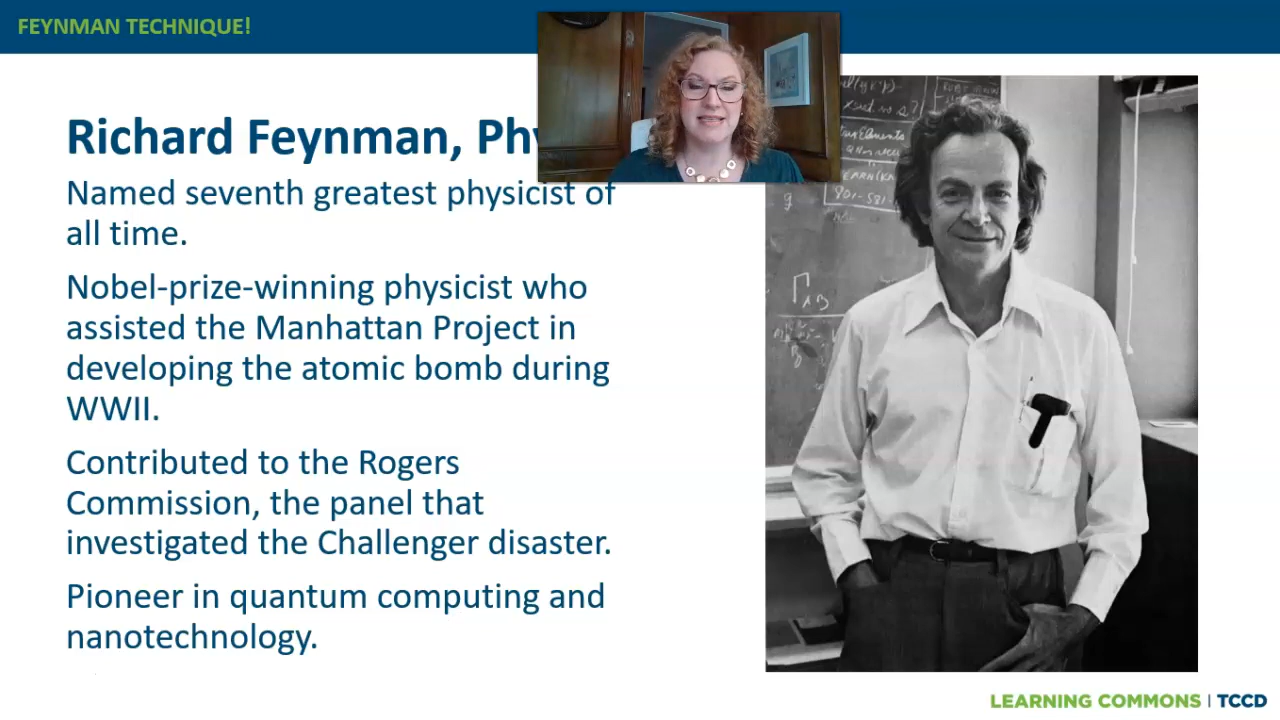 FEYNMAN TECHNIQUE!
Richard Feynman, Phy
Named seventh greatest physicist of
all time.
Nobel-prize-winning physicist who
assisted the Manhattan Project in
developing the atomic bomb during
WWII.
Contributed to the Rogers
Commission, the panel that
investigated the Challenger disaster.
Pioneer in quantum computing and
nanotechnology.
LEARNING COMMONS | TCCD